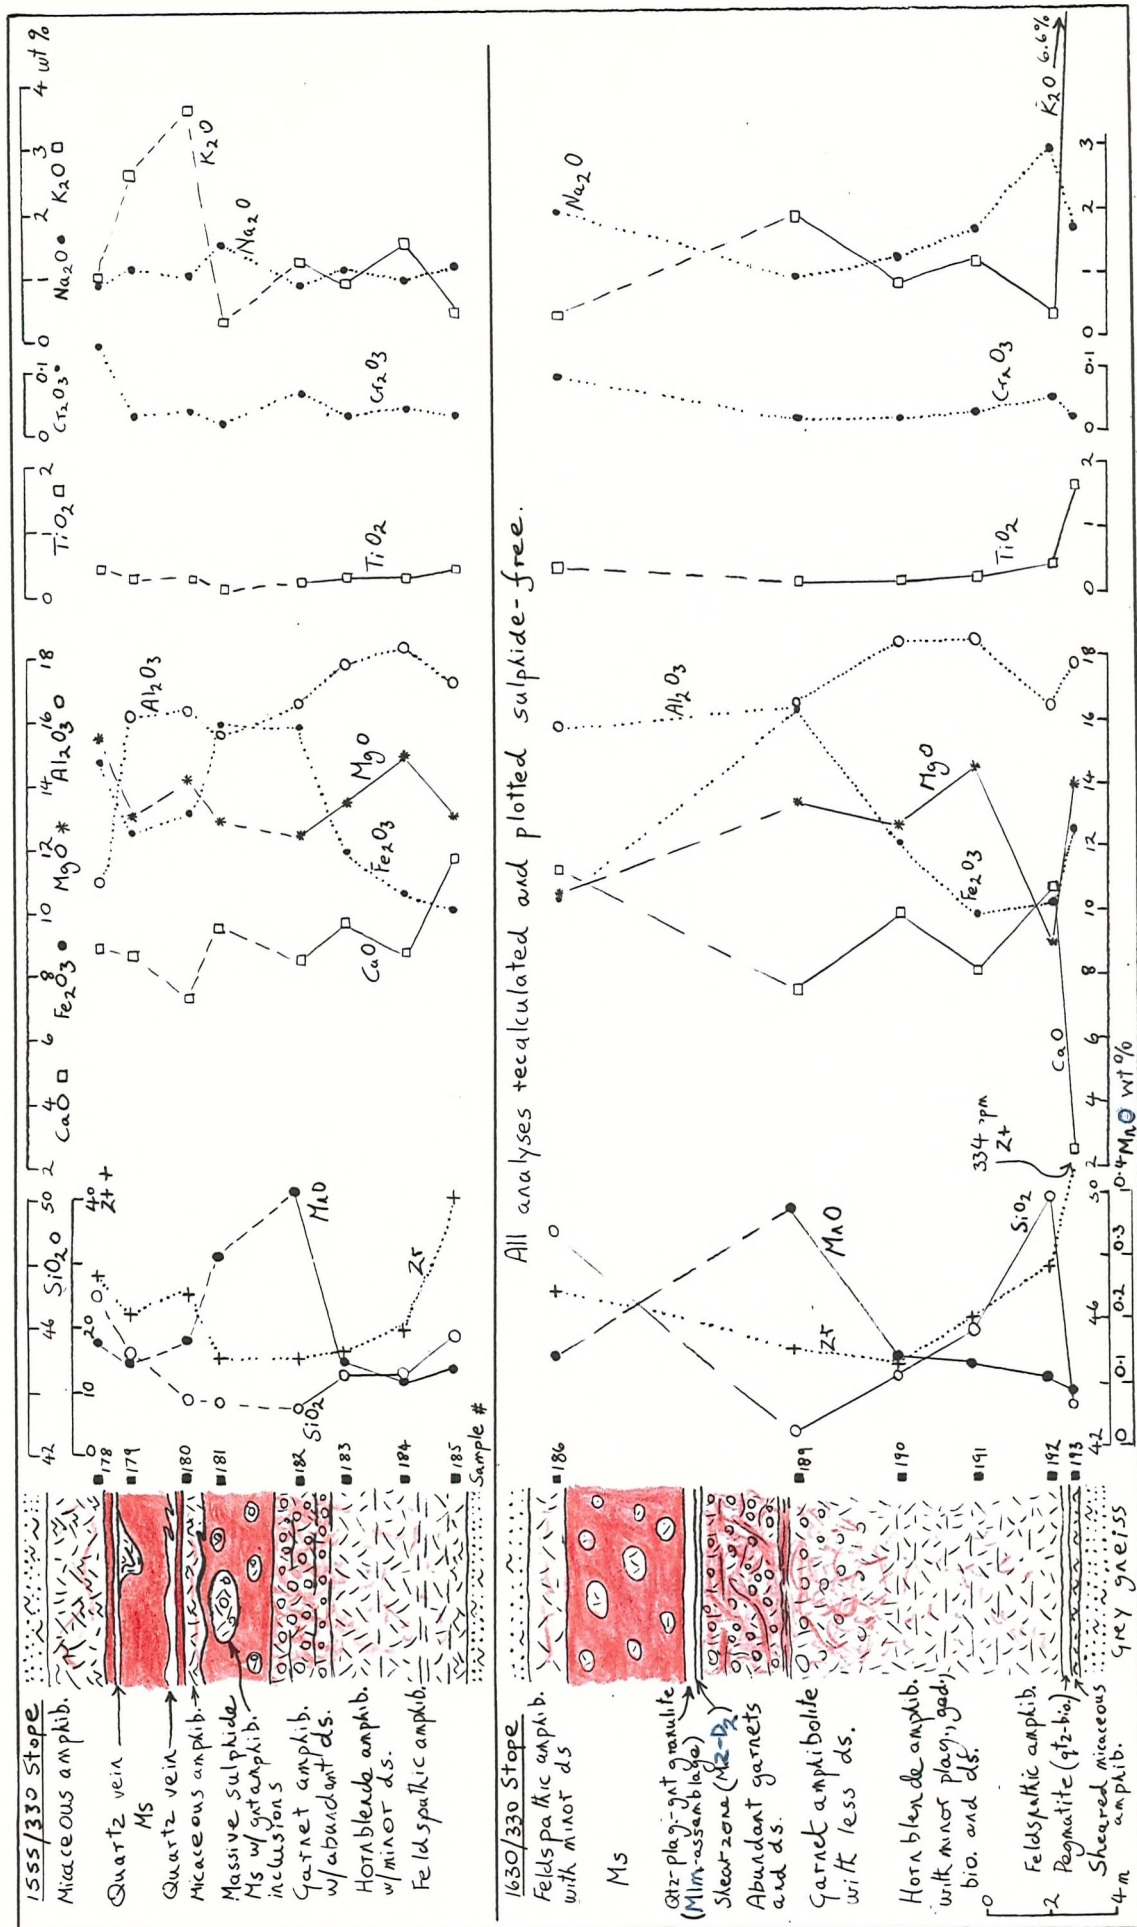 1555/330 Stope
Micaceous amphib.
Quartz vein
Ms
Quartz vein
Micaceous amphib.
Massive sulphide
Ms w/gnt amphib.
inclusions
Garnet amphib.
w/abundant ds.
Hornblende amphib.
w/minor ds.
Feldspathic amphib.
178
179
180
181
182
183
184
185
Sample #
42 46 SiO2 O 50
0 10 20 40
Zr +
SiO2
MnO
Zr
CaO □ Fe2O3 ● MgO * Al2O3 O
2 4 6 8 10 12 14 16 18
Al2O3
MgO
Fe2O3
CaO
TiO2 □
0 1 2
TiO2
Cr2O3 ●
0 0.1
Cr2O3
Na2O ● K2O □
0 1 2 3 4 wt %
K2O
Na2O
All analyses recalculated and plotted sulphide-free.
1630/330 Stope
Feldspathic amphib.
with minor ds
Ms
Qtz-plag-gnt granulite
(M1m-assemblage)
Shear zone (M2-D2)
Abundant garnets
and ds.
Garnet amphibolite
with less ds.
Hornblende amphib.
with minor plag., ged,
bio. and ds.
Feldspathic amphib.
Pegmatite (qtz-bio.)
Sheared micaceous
amphib.
Grey gneiss
0 2 4m
186
189
190
191
192
193
MnO
Zr
SiO2
334 ppm
Zr
42 46 50
0 0.1 0.2 0.3 0.4 MnO wt %
Al2O3
MgO
Fe2O3
CaO
2 4 6 8 10 12 14 16 18
TiO2
0 1 2
Cr2O3
0 0.1
Na2O
K2O 6.6%
0 1 2 3